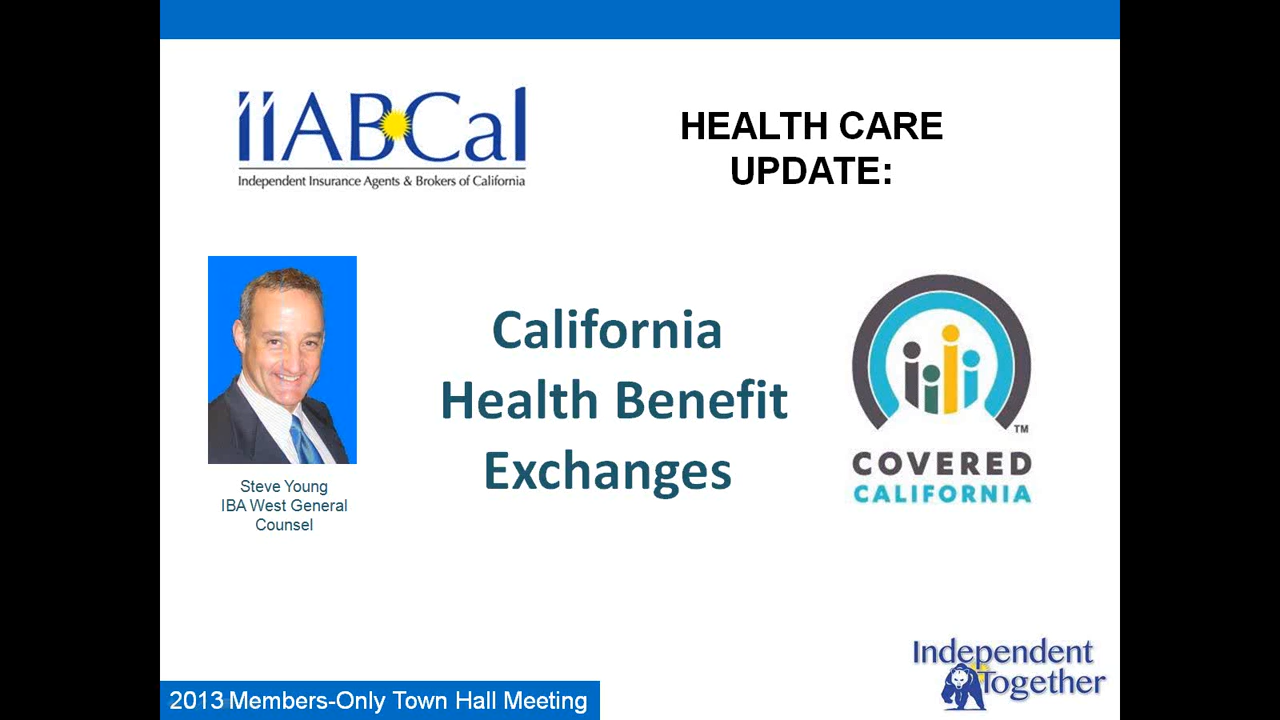 iiABCal
Independent Insurance Agents & Brokers of California
HEALTH CARE
UPDATE:
California
Health Benefit
Exchanges
Steve Young
IBA West General
Counsel
TM
COVERED
CALIFORNIA
Independent
Together
2013 Members-Only Town Hall Meeting